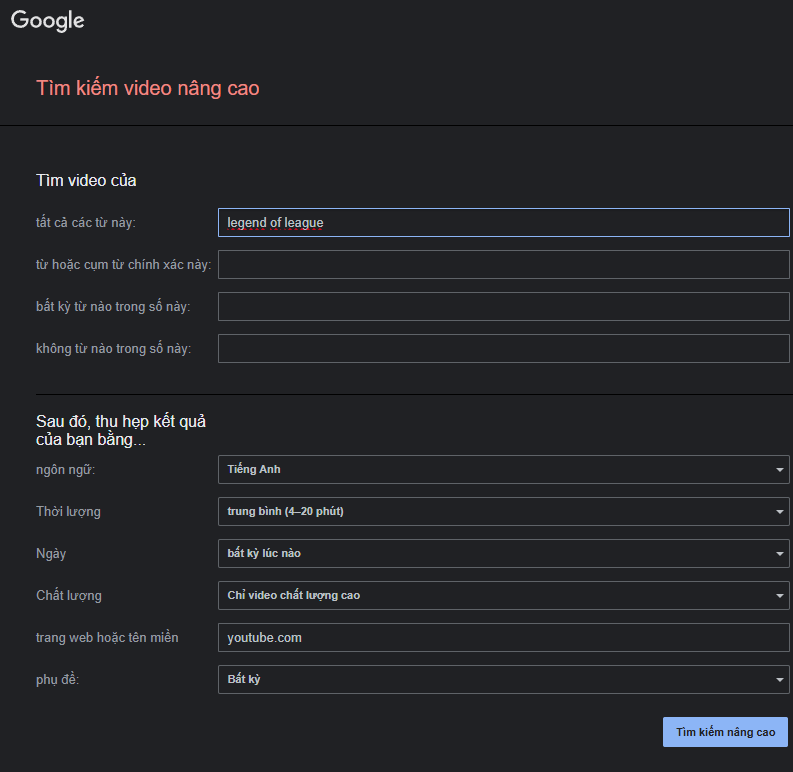 Google
Tìm kiếm video nâng cao
Tìm video của
tất cả các từ này: legend of league
từ hoặc cụm từ chính xác này:
bất kỳ từ nào trong số này:
không từ nào trong số này:
Sau đó, thu hẹp kết quả
của bạn bằng...
ngôn ngữ: Tiếng Anh
Thời lượng trung bình (4–20 phút)
Ngày bất kỳ lúc nào
Chất lượng Chỉ video chất lượng cao
trang web hoặc tên miền youtube.com
phụ đề: Bất kỳ
Tìm kiếm nâng cao